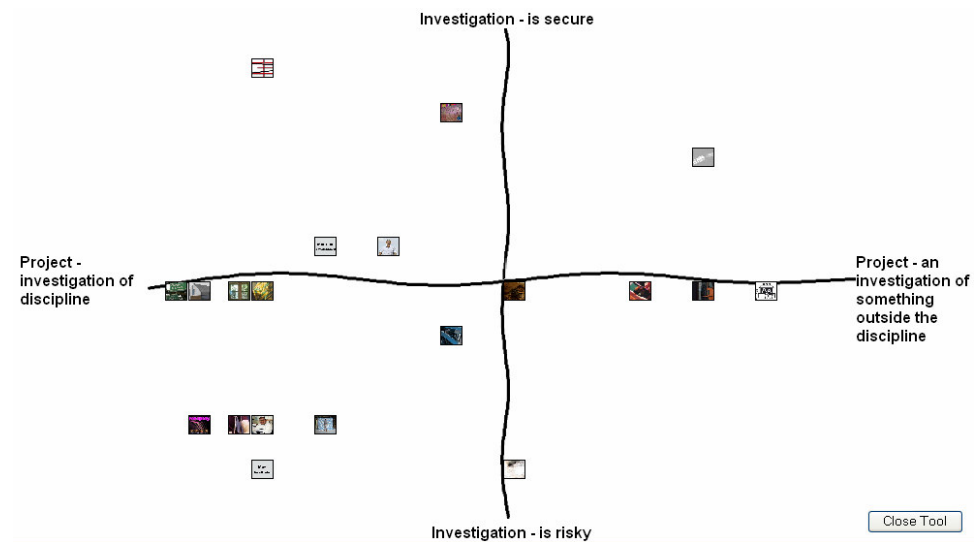 Investigation - is secure
Project -
investigation of
discipline
Project - an
investigation of
something
outside the
discipline
Investigation - is risky
Close Tool